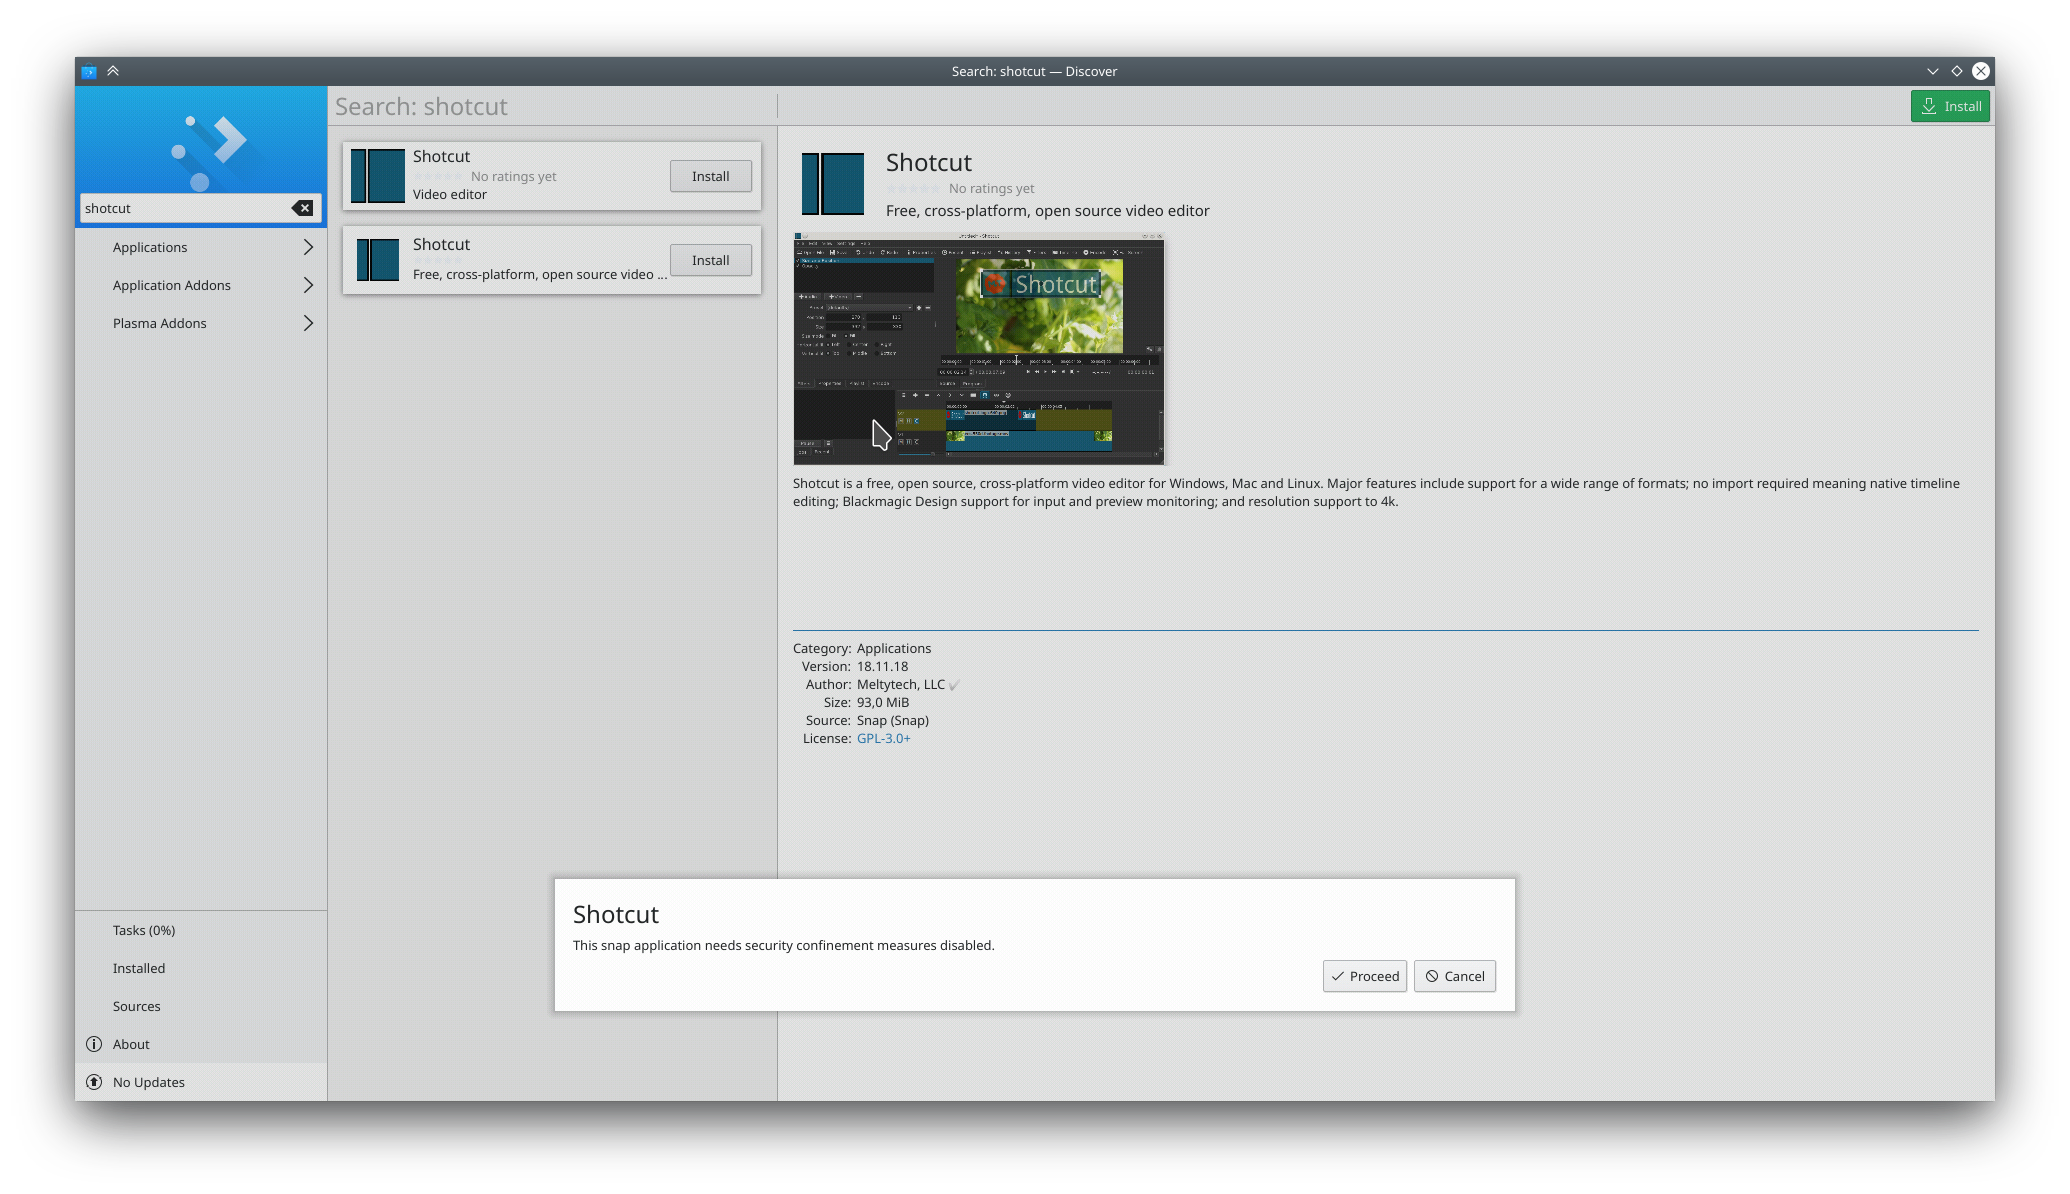 Search: shotcut — Discover
shotcut
Applications
Application Addons
Plasma Addons
Tasks (0%)
Installed
Sources
About
No Updates
Search: shotcut
Shotcut
No ratings yet
Video editor
Install
Shotcut
Free, cross-platform, open source video ...
Install
Install
Shotcut
No ratings yet
Free, cross-platform, open source video editor
Shotcut
Shotcut is a free, open source, cross-platform video editor for Windows, Mac and Linux. Major features include support for a wide range of formats; no import required meaning native timeline
editing; Blackmagic Design support for input and preview monitoring; and resolution support to 4k.
Category: Applications
Version: 18.11.18
Author: Meltytech, LLC
Size: 93,0 MiB
Source: Snap (Snap)
License: GPL-3.0+
Shotcut
This snap application needs security confinement measures disabled.
Proceed
Cancel